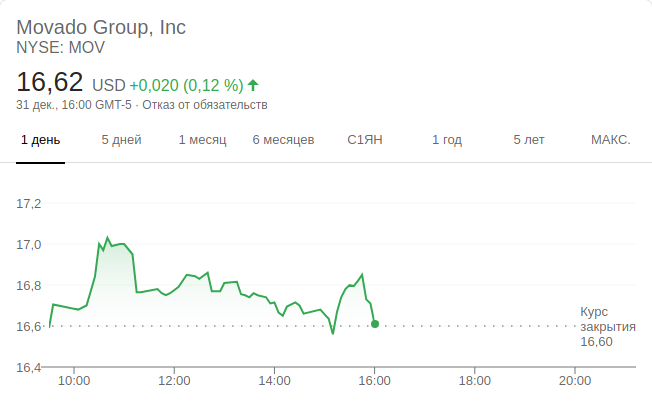 Movado Group, Inc
NYSE: MOV
16,62 USD +0,020 (0,12 %)
31 дек., 16:00 GMT-5 · Отказ от обязательств
1 день 5 дней 1 месяц 6 месяцев С1ЯН 1 год 5 лет МАКС.
17,2
17,0
16,8
16,6
16,4
Курс
закрытия
16,60
10:00 12:00 14:00 16:00 18:00 20:00